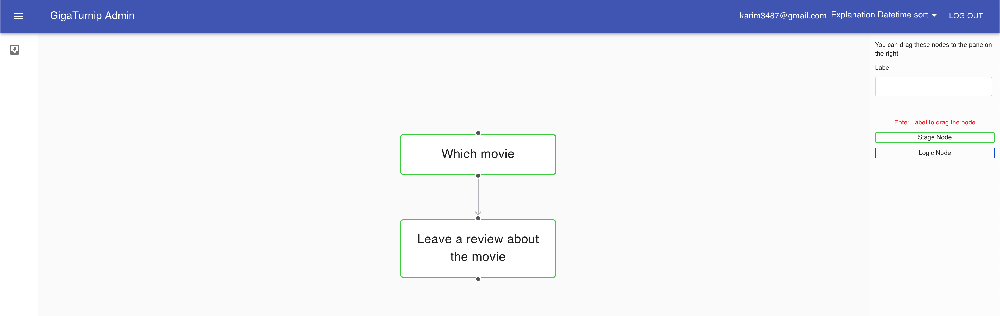 GigaTurnip Admin
karim3487@gmail.com Explanation Datetime sort LOG OUT
You can drag these nodes to the pane on
the right.
Label
Enter Label to drag the node
Stage Node
Logic Node
Which movie
Leave a review about
the movie